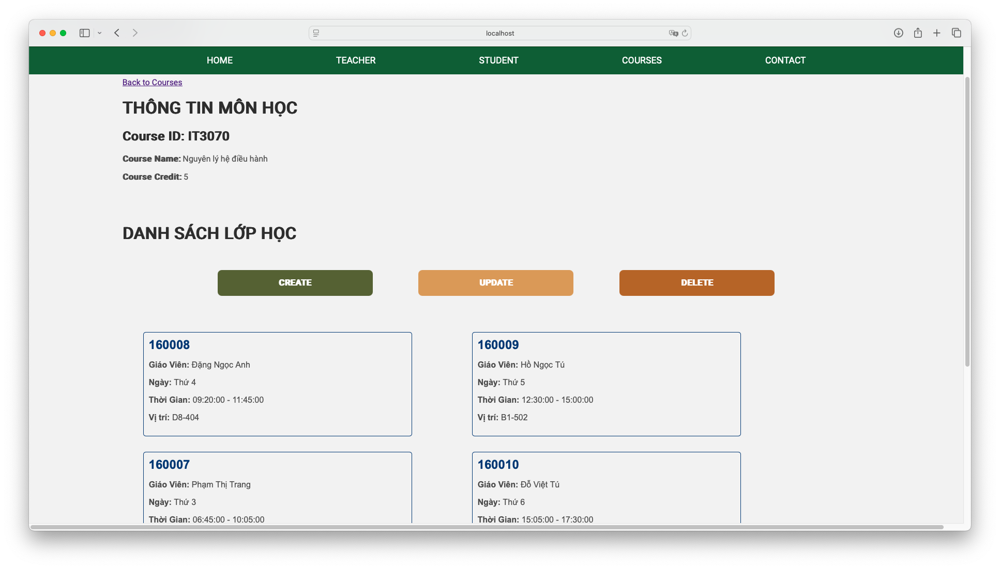 localhost
HOME TEACHER STUDENT COURSES CONTACT
Back to Courses
THÔNG TIN MÔN HỌC
Course ID: IT3070
Course Name: Nguyên lý hệ điều hành
Course Credit: 5
DANH SÁCH LỚP HỌC
CREATE UPDATE DELETE
160008
Giáo Viên: Đặng Ngọc Anh
Ngày: Thứ 4
Thời Gian: 09:20:00 - 11:45:00
Vị trí: D8-404
160009
Giáo Viên: Hồ Ngọc Tú
Ngày: Thứ 5
Thời Gian: 12:30:00 - 15:00:00
Vị trí: B1-502
160007
Giáo Viên: Phạm Thị Trang
Ngày: Thứ 3
Thời Gian: 06:45:00 - 10:05:00
160010
Giáo Viên: Đỗ Việt Tú
Ngày: Thứ 6
Thời Gian: 15:05:00 - 17:30:00